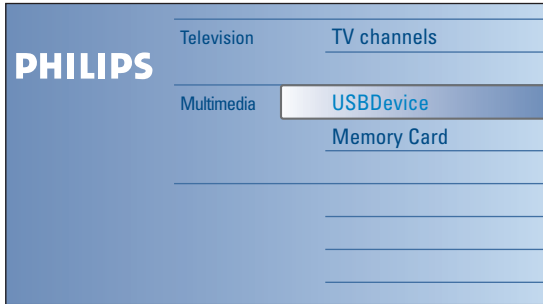 Television TV channels
PHILIPS
Multimedia USBDevice
Memory Card